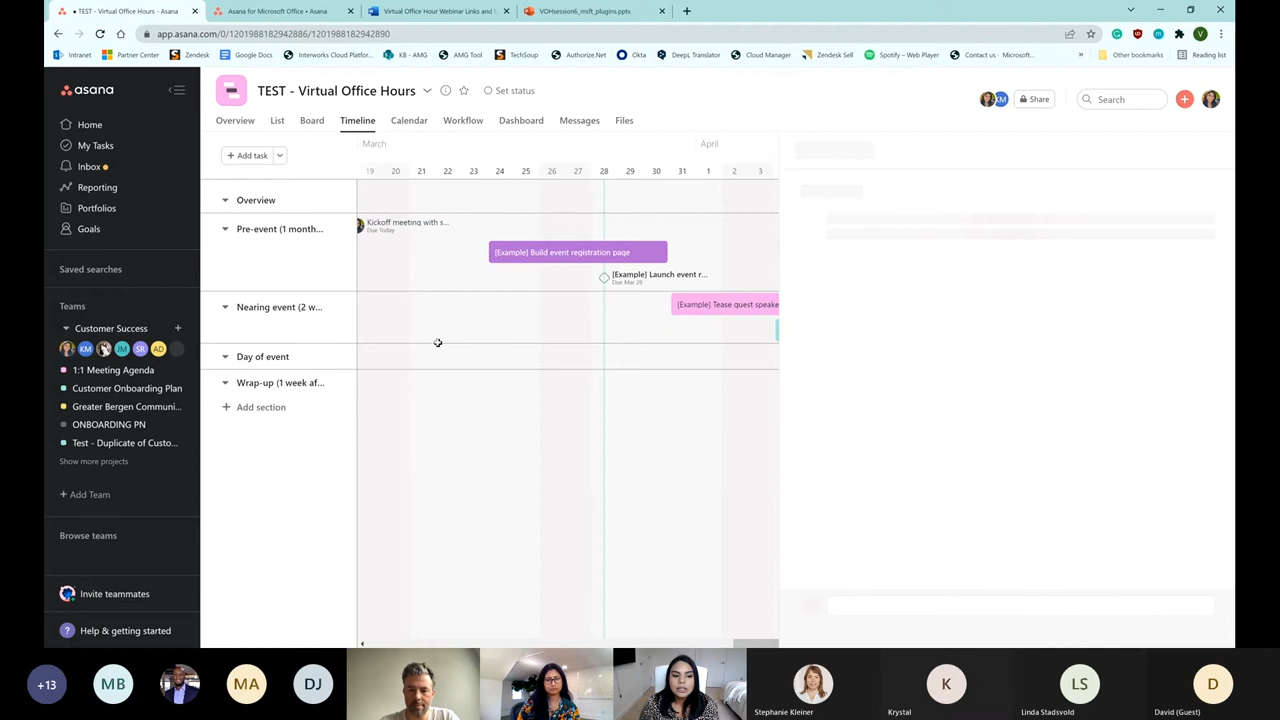 • TEST - Virtual Office Hours - Asana
Asana for Microsoft Office • Asana
Virtual Office Hour Webinar Links and
VOHsession6_msft_plugins.pptx
app.asana.com/0/1201988182942886/1201988182942890
V
Intranet
Partner Center
Zendesk
Google Docs
Interworks Cloud Platfor...
KB - AMG
AMG Tool
TechSoup
Authorize.Net
Okta
DeepL Translator
Cloud Manager
Zendesk Sell
Spotify – Web Player
Contact us - Microsoft...
»
Other bookmarks
Reading list
asana
TEST - Virtual Office Hours
Set status
KM
Share
Search
Home
My Tasks
Inbox
Reporting
Portfolios
Goals
Overview
List
Board
Timeline
Calendar
Workflow
Dashboard
Messages
Files
+ Add task
March
April
19 20 21 22 23 24 25 26 27 28 29 30 31 1 2 3
Overview
Pre-event (1 month...
Kickoff meeting with s...
Due Today
[Example] Build event registration page
[Example] Launch event r...
Due Mar 28
Nearing event (2 w...
[Example] Tease guest speake
Day of event
Wrap-up (1 week af...
+ Add section
Saved searches
Teams
Customer Success +
KM JM SR AD
1:1 Meeting Agenda
Customer Onboarding Plan
Greater Bergen Communi...
ONBOARDING PN
Test - Duplicate of Custo...
Show more projects
+ Add Team
Browse teams
Invite teammates
? Help & getting started
+13
MB
MA
DJ
Stephanie Kleiner
K
Krystal
LS
Linda Stadsvold
D
David (Guest)